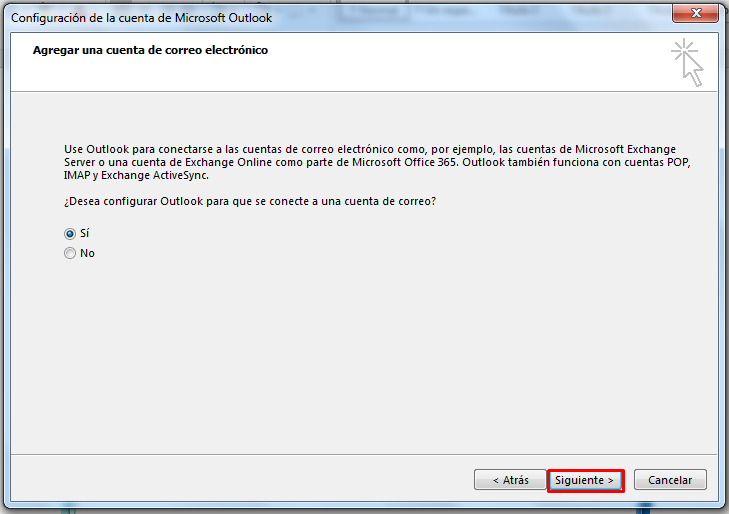 Configuración de la cuenta de Microsoft Outlook
Agregar una cuenta de correo electrónico
Use Outlook para conectarse a las cuentas de correo electrónico como, por ejemplo, las cuentas de Microsoft Exchange
Server o una cuenta de Exchange Online como parte de Microsoft Office 365. Outlook también funciona con cuentas POP,
IMAP y Exchange ActiveSync.
¿Desea configurar Outlook para que se conecte a una cuenta de correo?
Sí
No
< Atrás Siguiente > Cancelar